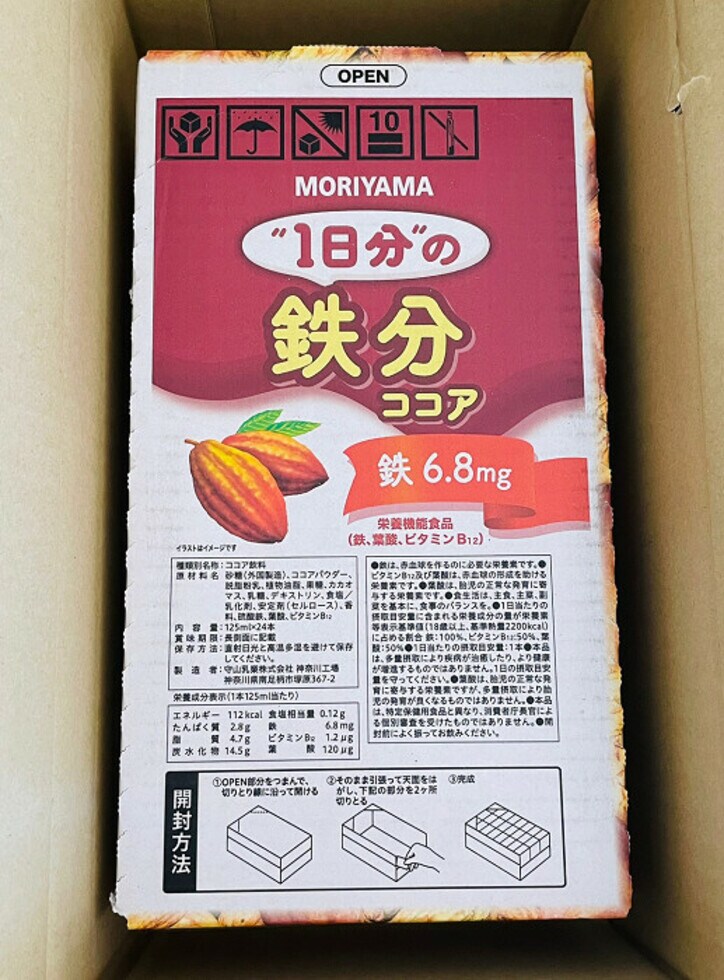 OPEN
10
MORIYAMA
“1日分”の
鉄分
ココア
鉄 6.8mg
栄養機能食品
(鉄、葉酸、ビタミンB12)
イラストはイメージです
種類別名称：ココア飲料
原材料名 砂糖(外国製造)、ココアパウダー、
脱脂粉乳、植物油脂、果糖、カカオ
マス、乳糖、デキストリン、食塩／
乳化剤、安定剤(セルロース)、香
料、硫酸鉄、葉酸、ビタミンB12
内容量：125ml×24本
賞味期限：長側面に記載
保存方法：直射日光と高温多湿を避けて保存
してください。
製造者：守山乳業株式会社 神奈川工場
神奈川県南足柄市塚原367-2
栄養成分表示(1本125ml当たり)
エネルギー 112kcal 食塩相当量 0.12g
たんぱく質 2.8g 鉄 6.8mg
脂質 4.7g ビタミンB12 1.2μg
炭水化物 14.5g 葉酸 120μg
●鉄は、赤血球を作るのに必要な栄養素です。●
ビタミンB12及び葉酸は、赤血球の形成を助ける
栄養素です。●葉酸は、胎児の正常な発育に寄
与する栄養素です。●食生活は、主食、主菜、副
菜を基本に、食事のバランスを。●1日当たりの
摂取目安量に含まれる栄養成分の量が栄養素
等表示基準値(18歳以上、基準熱量2200kcal)
に占める割合 鉄：100%、ビタミンB12：50%、葉
酸：50%●1日当たりの摂取目安量：1本●本品
は、多量摂取により疾病が治癒したり、より健康
が増進するものではありません。1日の摂取目安
量を守ってください。●葉酸は、胎児の正常な発
育に寄与する栄養素ですが、多量摂取により胎
児の発育が良くなるものではありません。●本品
は、特定保健用食品と異なり、消費者庁長官によ
る個別審査を受けたものではありません。●開
封前によく振ってお飲みください。
開封方法
①OPEN部分をつまんで、
切りとり線に沿って開ける
②そのまま引張って天面をは
がし、下記の部分を2ヶ所
切りとる
③完成